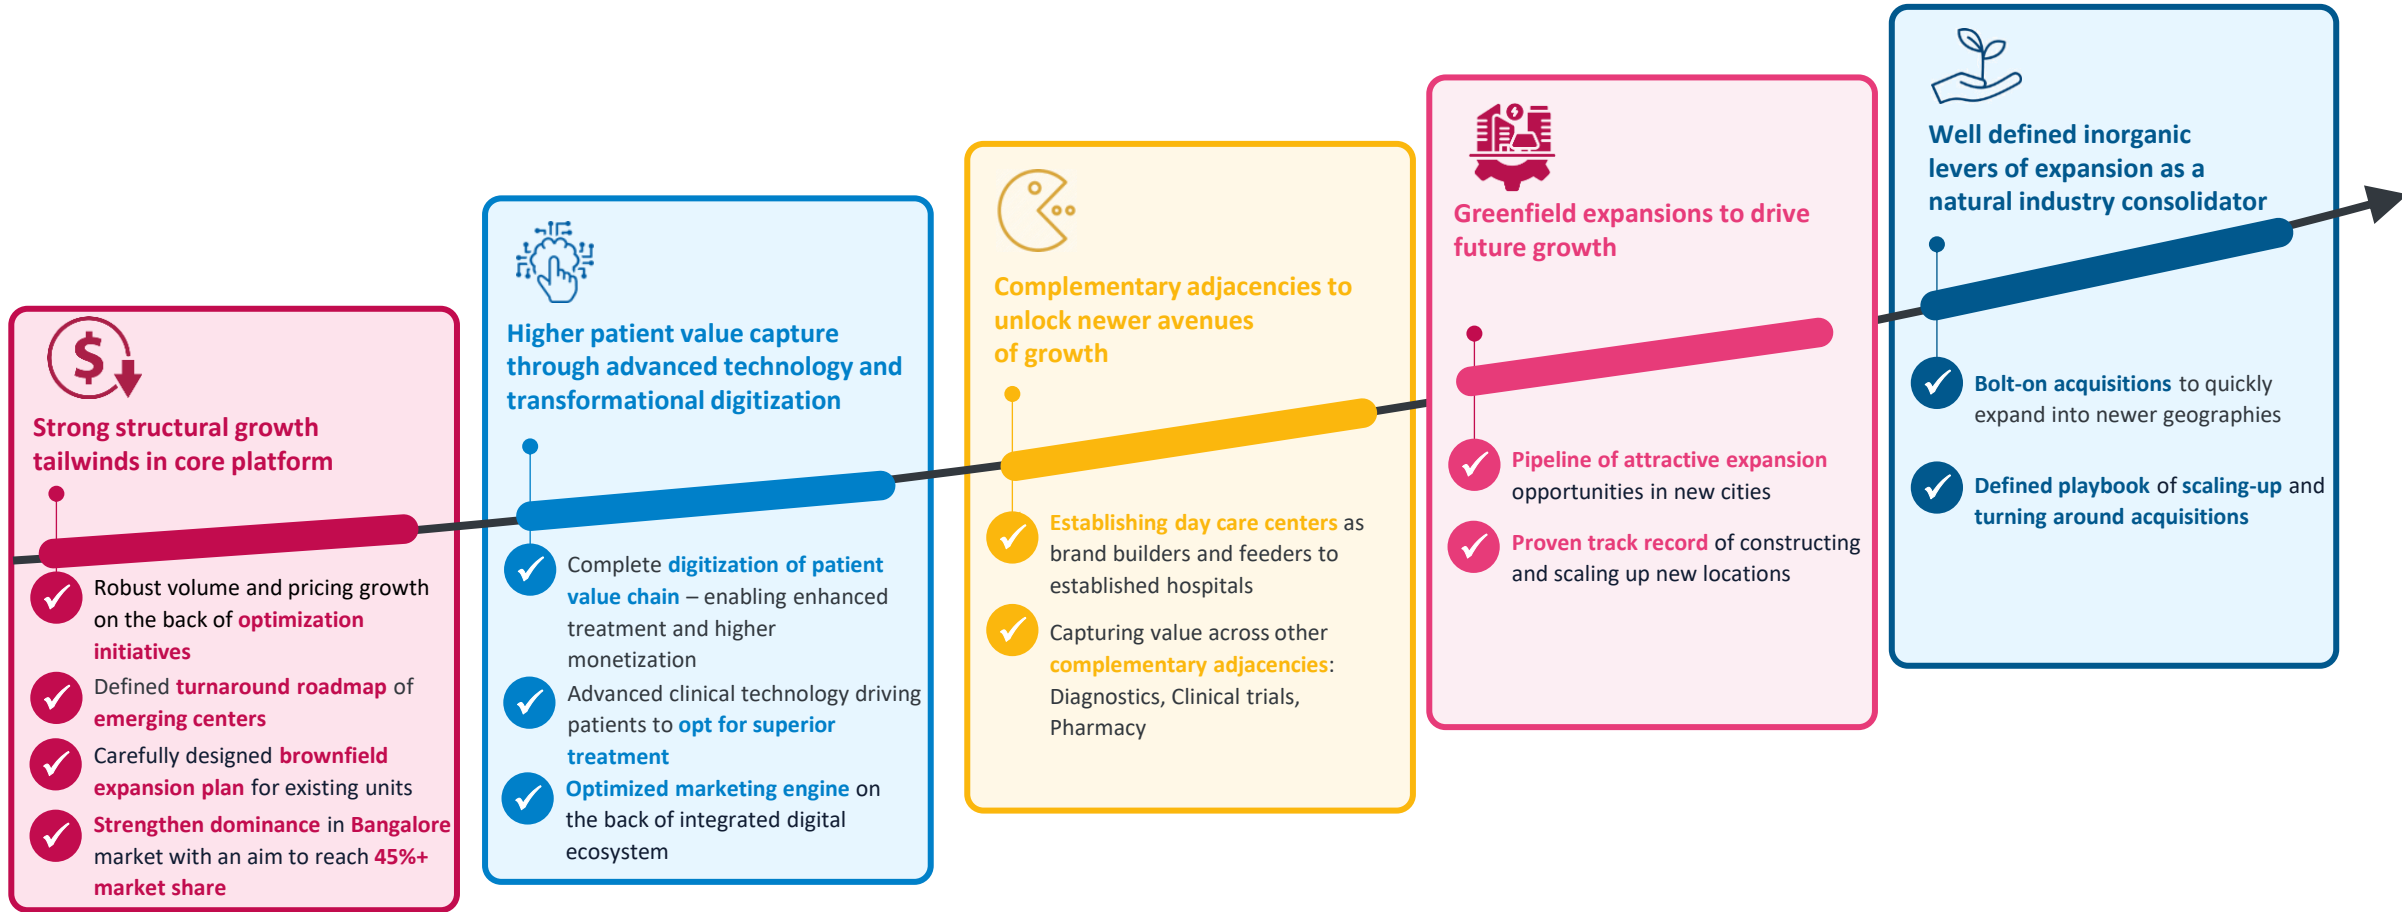 Strong structural growth
tailwinds in core platform
Robust volume and pricing growth
on the back of optimization
initiatives
Defined turnaround roadmap of
emerging centers
Carefully designed brownfield
expansion plan for existing units
Strengthen dominance in Bangalore
market with an aim to reach 45%+
market share
Higher patient value capture
through advanced technology and
transformational digitization
Complete digitization of patient
value chain – enabling enhanced
treatment and higher
monetization
Advanced clinical technology driving
patients to opt for superior
treatment
Optimized marketing engine on
the back of integrated digital
ecosystem
Complementary adjacencies to
unlock newer avenues
of growth
Establishing day care centers as
brand builders and feeders to
established hospitals
Capturing value across other
complementary adjacencies:
Diagnostics, Clinical trials,
Pharmacy
Greenfield expansions to drive
future growth
Pipeline of attractive expansion
opportunities in new cities
Proven track record of constructing
and scaling up new locations
Well defined inorganic
levers of expansion as a
natural industry consolidator
Bolt-on acquisitions to quickly
expand into newer geographies
Defined playbook of scaling-up and
turning around acquisitions